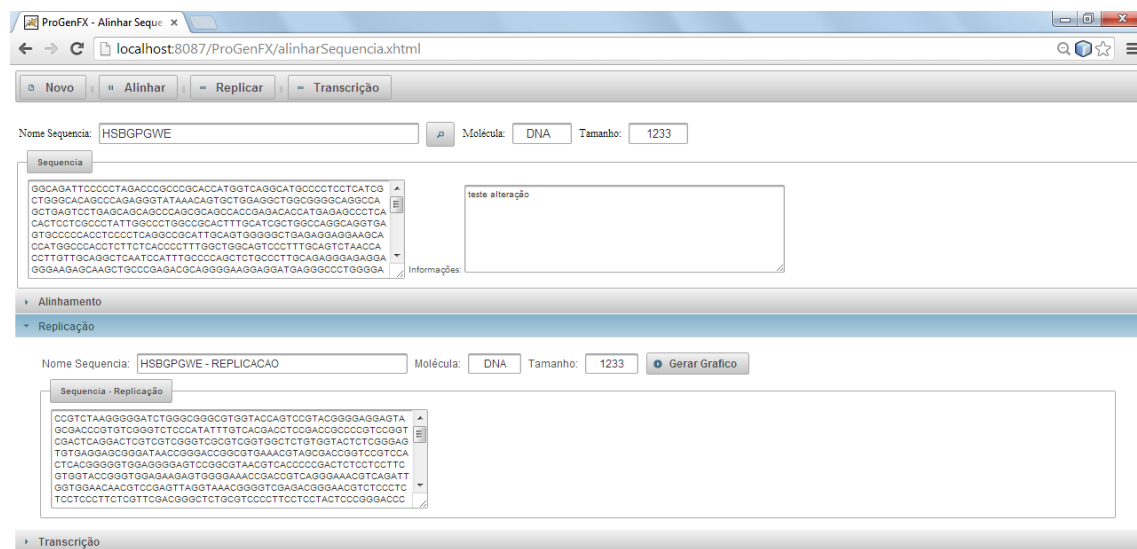 ProGenFX - Alinhar Seque
localhost:8087/ProGenFX/alinharSequencia.xhtml
Novo Alinhar Replicar Transcrição
Nome Sequencia: HSBGPGWE Molécula: DNA Tamanho: 1233
Sequencia
GGCAGATTCCCCCTAGACCCGCCCGCACCATGGTCAGGCATGCCCCTCCTCATCG
CTGGGCACAGCCCAGAGGGTATAAACAGTGCTGGAGGCTGGCGGGGCAGGCCA
GCTGAGTCCTGAGCAGCAGCCCAGCGCAGCCACCGAGACACCATGAGAGCCCTCA
CACTCCTCGCCCTATTGGCCCTGGCCGCACTTTGCATCGCTGGCCAGGCAGGTGA
GTGCCCCCACCTCCCCTCAGGCCGCATTGCAGTGGGGGCTGAGAGGAGGAAGCA
CCATGGCCCACCTCTTCTCACCCCTTTGGCTGGCAGTCCCTTTGCAGTCTAACCA
CCTTGTTGCAGGCTCAATCCATTTGCCCCAGCTCTGCCCTTGCAGAGGGAGAGGA
GGGAAGAGCAAGCTGCCCGAGACGCAGGGGAAGGAGGATGAGGGCCCTGGGGA
teste alteração
Informações:
Alinhamento
Replicação
Nome Sequencia: HSBGPGWE - REPLICACAO Molécula: DNA Tamanho: 1233 Gerar Grafico
Sequencia - Replicação
CCGTCTAAGGGGGATCTGGGCGGGCGTGGTACCAGTCCGTACGGGGAGGAGTA
GCGACCCGTGTCGGGTCTCCCATATTTGTCACGACCTCCGACCGCCCCGTCCGGT
CGACTCAGGACTCGTCGTCGGGTCGCGTCGGTGGCTCTGTGGTACTCTCGGGAG
TGTGAGGAGCGGGATAACCGGGACCGGCGTGAAACGTAGCGACCGGTCCGTCCA
CTCACGGGGGTGGAGGGGAGTCCGGCGTAACGTCACCCCCGACTCTCCTCCTTC
GTGGTACCGGGTGGAGAAGAGTGGGGAAACCGACCGTCAGGGAAACGTCAGATT
GGTGGAACAACGTCCGAGTTAGGTAAACGGGGTCGAGACGGGAACGTCTCCCTC
TCCTCCCTTCTCGTTCGACGGGCTCTGCGTCCCCTTCCTCCTACTCCCGGGACCC
Transcrição